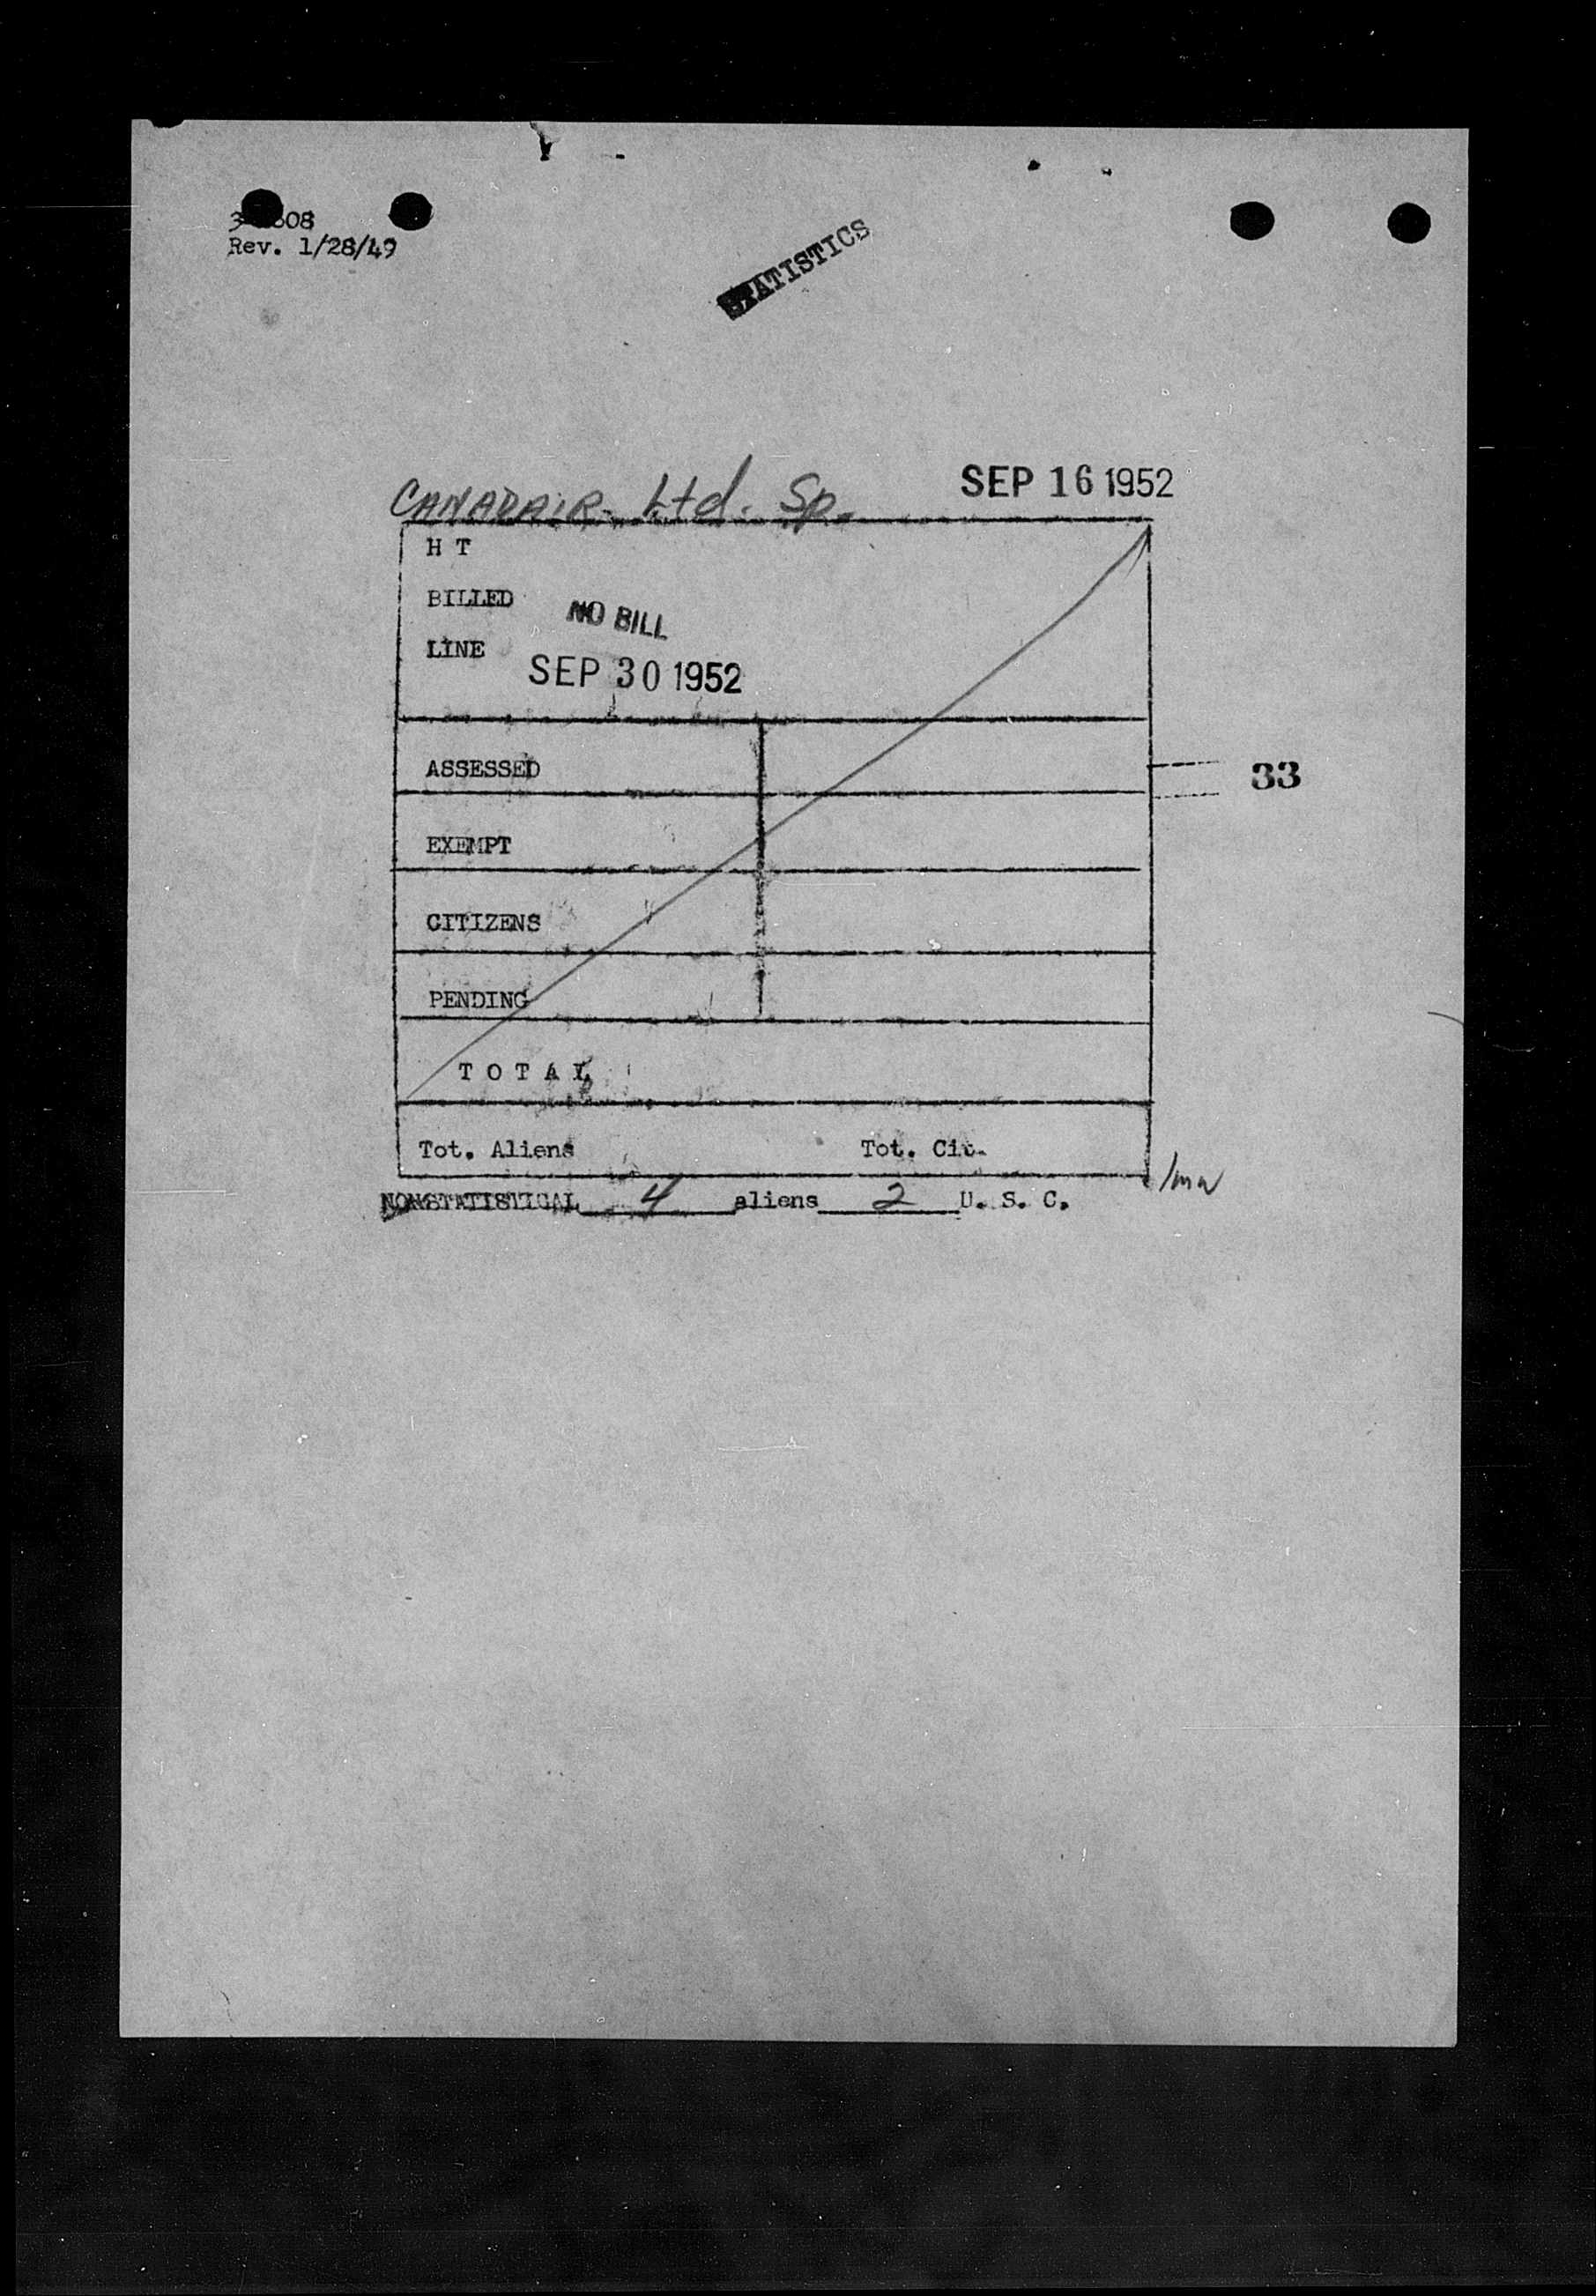 Rev. 1/28/49
STATISTICS
CANADAIR Ltd. Sp.
SEP 16 1952
H T
BILLED
NO BILL
LINE
SEP 30 1952
ASSESSED
33
EXEMPT
CITIZENS
PENDING
TOTAL
Tot. Aliens Tot. Cit.
NONSTATISTICAL 4 aliens 2 U. S. C.